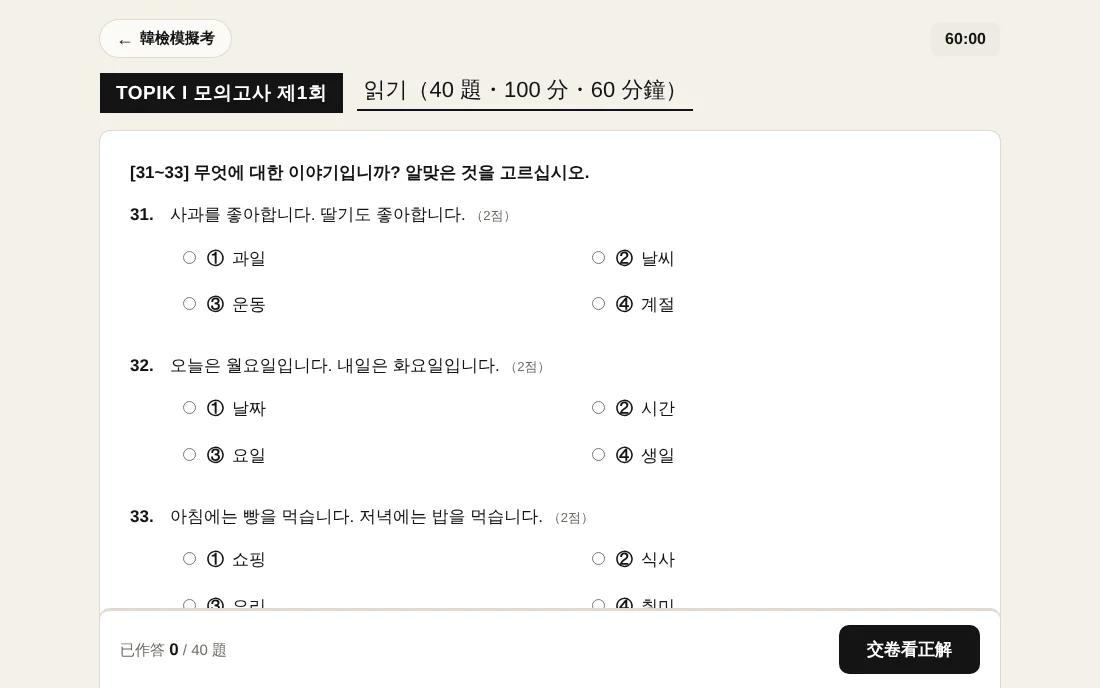 ← 韓檢模擬考
60:00
TOPIK I 모의고사 제1회
읽기（40 題・100 分・60 分鐘）
[31~33] 무엇에 대한 이야기입니까? 알맞은 것을 고르십시오.
31. 사과를 좋아합니다. 딸기도 좋아합니다. （2점）
① 과일 ② 날씨
③ 운동 ④ 계절
32. 오늘은 월요일입니다. 내일은 화요일입니다. （2점）
① 날짜 ② 시간
③ 요일 ④ 생일
33. 아침에는 빵을 먹습니다. 저녁에는 밥을 먹습니다. （2점）
① 쇼핑 ② 식사
③ 요리 ④ 취미
已作答 0 / 40 題
交卷看正解